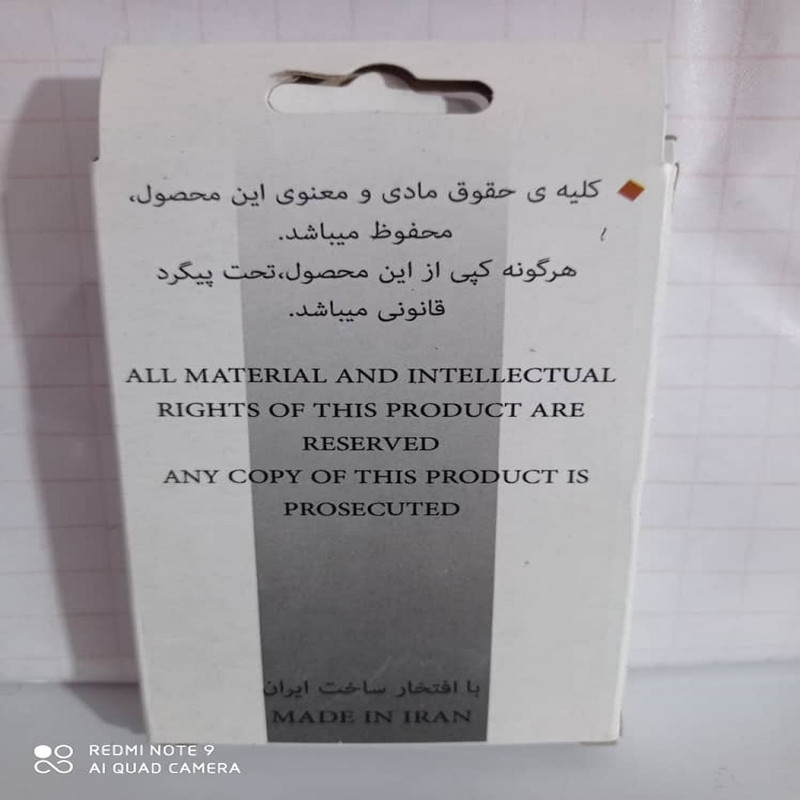 کلیه ی حقوق مادی و معنوی این محصول،
محفوظ میباشد.
هرگونه کپی از این محصول،تحت پیگرد
قانونی میباشد.
ALL MATERIAL AND INTELLECTUAL
RIGHTS OF THIS PRODUCT ARE
RESERVED
ANY COPY OF THIS PRODUCT IS
PROSECUTED
با افتخار ساخت ایران
MADE IN IRAN
REDMI NOTE 9
AI QUAD CAMERA